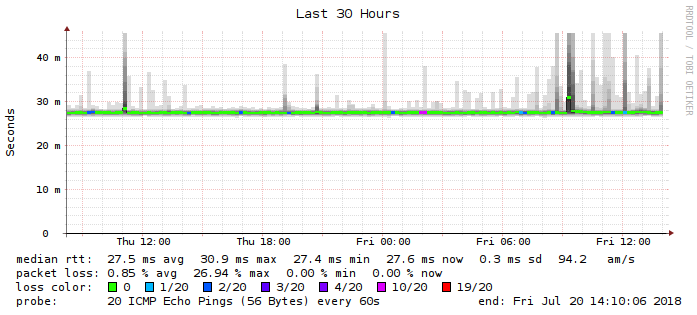 Last 30 Hours
RRDTOOL / TOBI OETIKER
Seconds
40 m
30 m
20 m
10 m
0
Thu 12:00 Thu 18:00 Fri 00:00 Fri 06:00 Fri 12:00
median rtt: 27.5 ms avg 30.9 ms max 27.4 ms min 27.6 ms now 0.3 ms sd 94.2 am/s
packet loss: 0.85 % avg 26.94 % max 0.00 % min 0.00 % now
loss color: 0 1/20 2/20 3/20 4/20 10/20 19/20
probe: 20 ICMP Echo Pings (56 Bytes) every 60s end: Fri Jul 20 14:10:06 2018